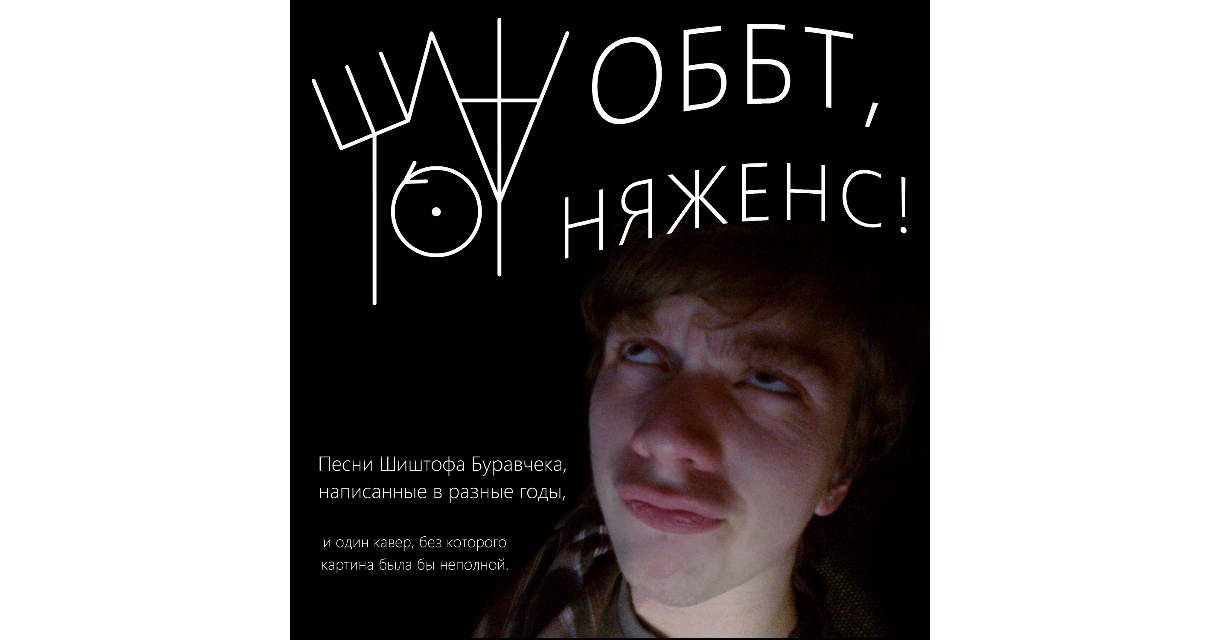 ОББТ,
НЯЖЕНС!
Песни Шиштофа Буравчека,
написанные в разные годы,
и один кавер, без которого
картина была бы неполной.